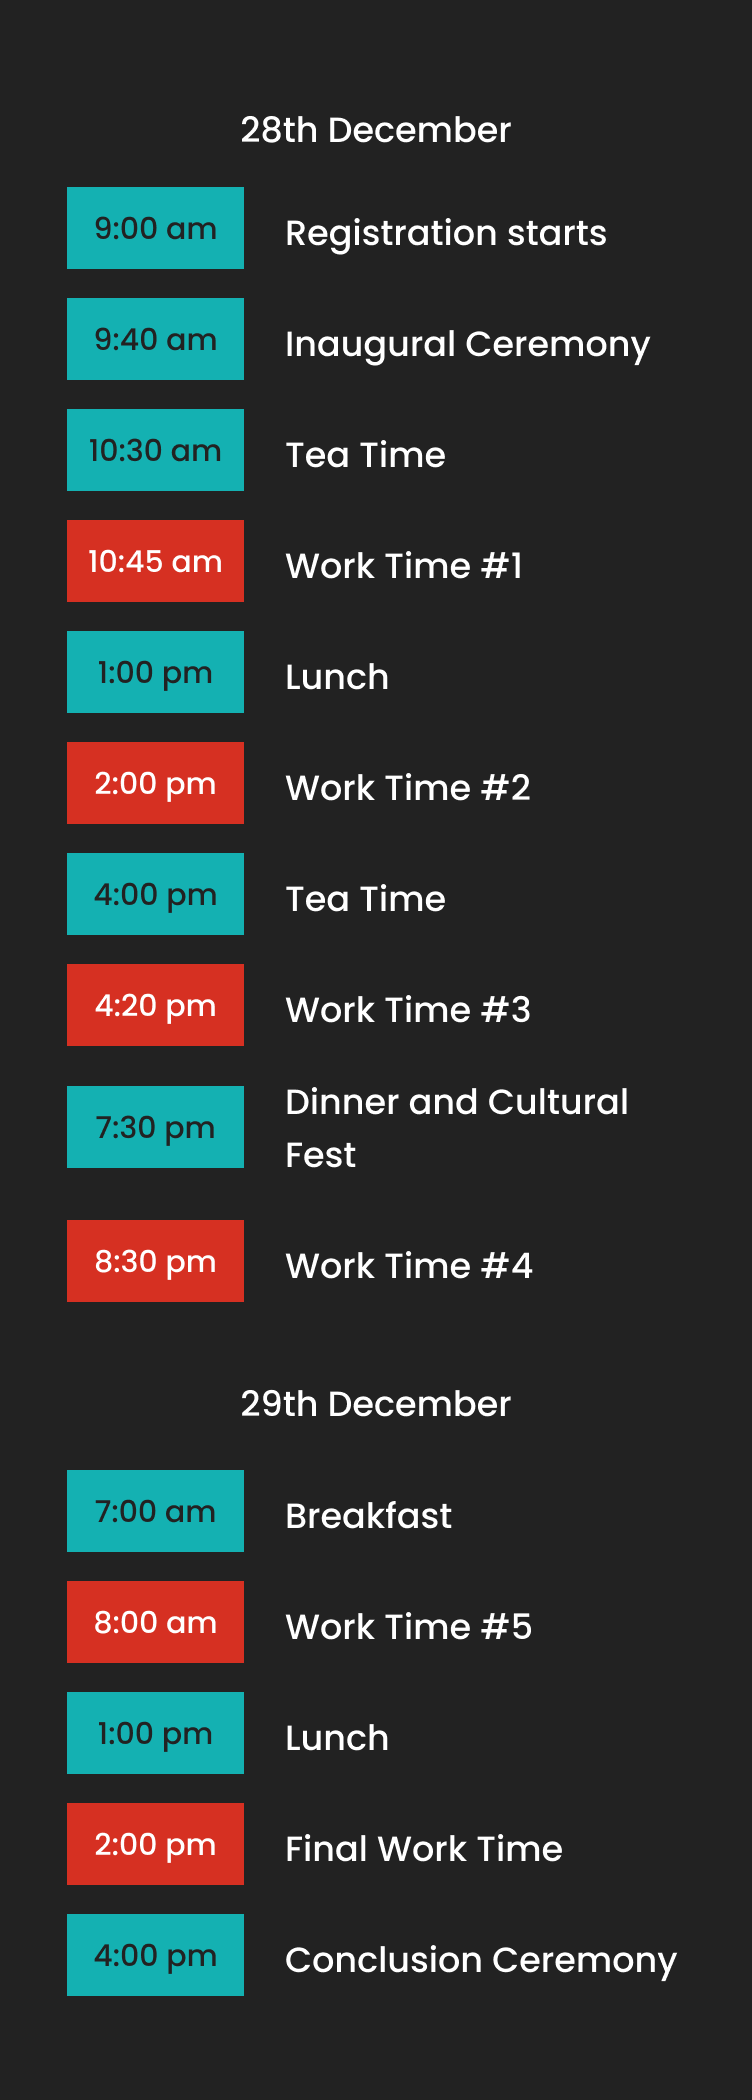 28th December
9:00 am Registration starts
9:40 am Inaugural Ceremony
10:30 am Tea Time
10:45 am Work Time #1
1:00 pm Lunch
2:00 pm Work Time #2
4:00 pm Tea Time
4:20 pm Work Time #3
7:30 pm Dinner and Cultural
Fest
8:30 pm Work Time #4
29th December
7:00 am Breakfast
8:00 am Work Time #5
1:00 pm Lunch
2:00 pm Final Work Time
4:00 pm Conclusion Ceremony